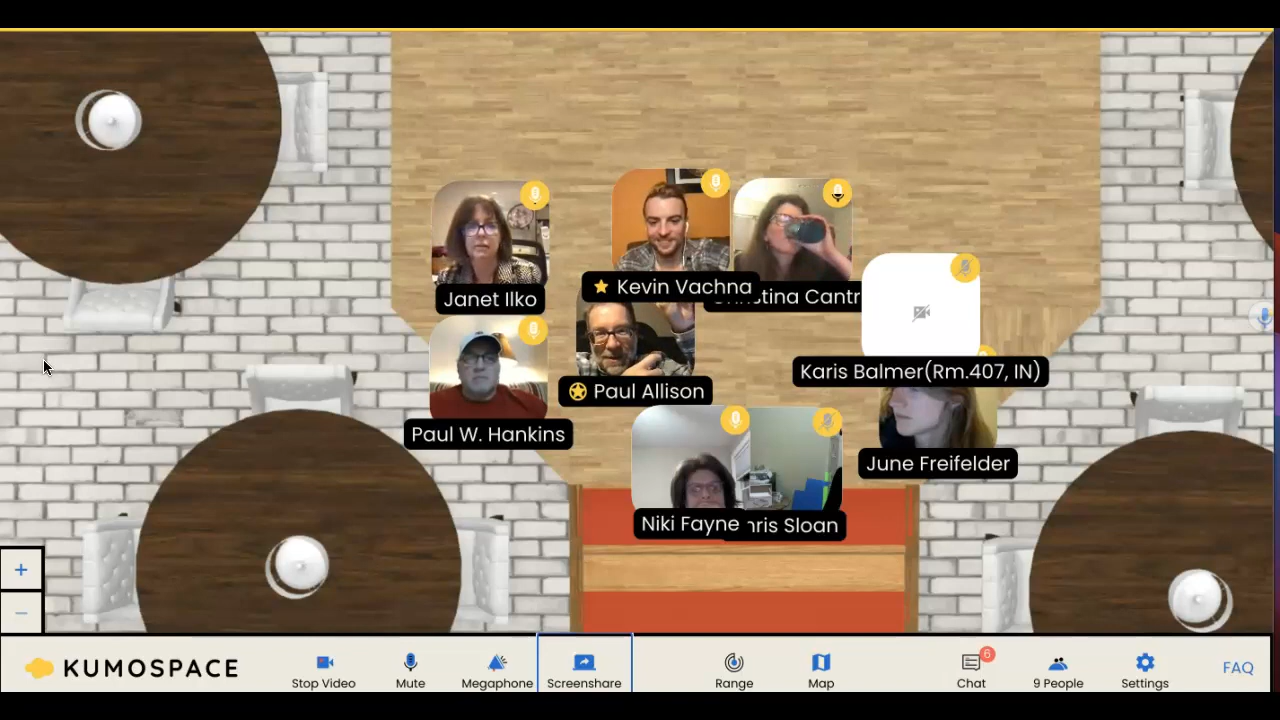 Janet Ilko
Kevin Vachna
Paul Allison
Karis Balmer(Rm.407, IN)
Paul W. Hankins
June Freifelder
Niki Fayne
Sloan
+
−
KUMOSPACE
Stop Video
Mute
Megaphone
Screenshare
Range
Map
6
Chat
9 People
Settings
FAQ